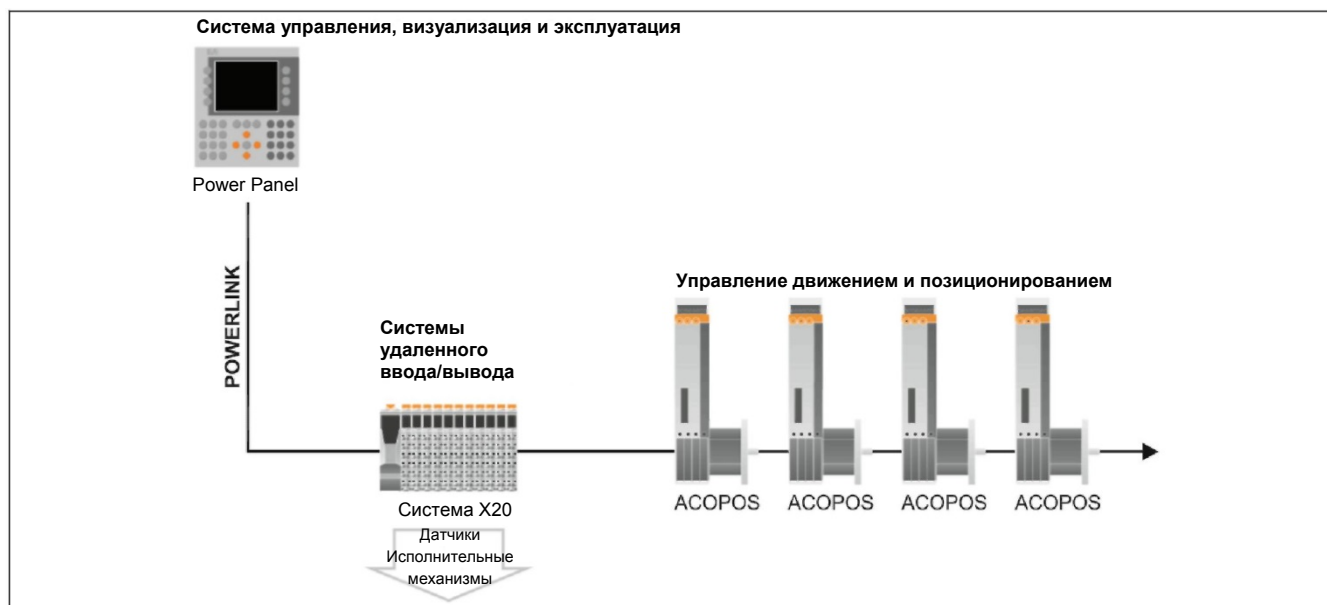 Система управления, визуализация и эксплуатация
Power Panel
POWERLINK
Управление движением и позиционированием
Системы
удаленного
ввода/вывода
Система X20
Датчики
Исполнительные
механизмы
ACOPOS
ACOPOS
ACOPOS
ACOPOS